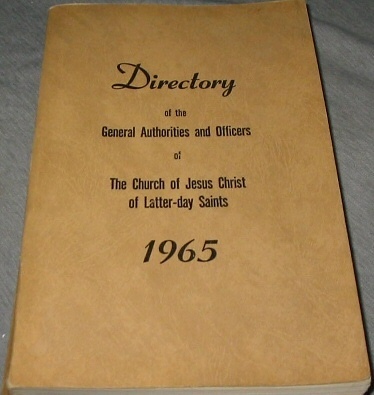 Directory
of the
General Authorities and Officers
of
The Church of Jesus Christ
of Latter-day Saints
1965